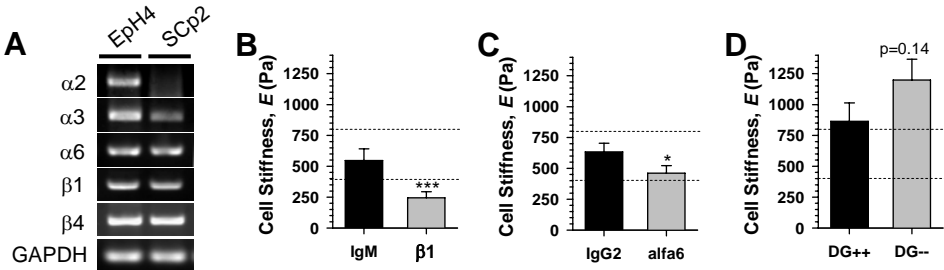 A
EpH4
SCp2
α2
α3
α6
β1
β4
GAPDH
B
Cell Stiffness, E (Pa)
1250
1000
750
500
250
0
***
IgM
β1
C
Cell Stiffness, E (Pa)
1250
1000
750
500
250
0
*
IgG2
alfa6
D
Cell Stiffness, E (Pa)
p=0.14
1250
1000
750
500
250
0
DG++
DG--